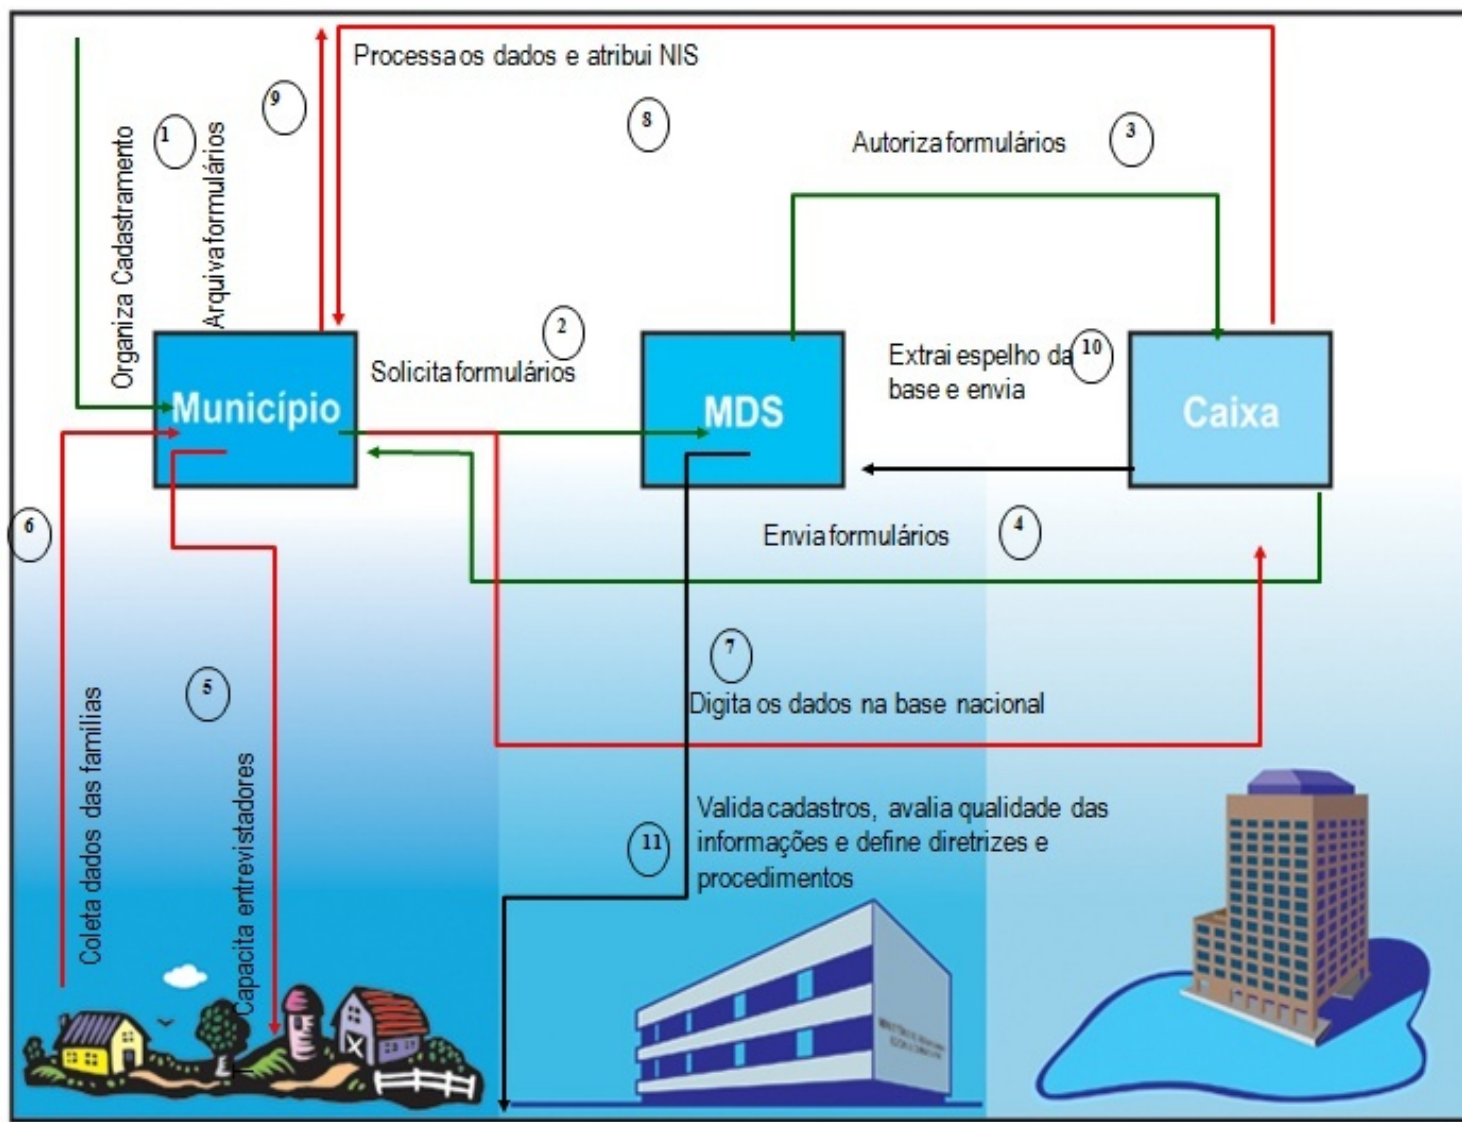 Processa os dados e atribui NIS
9
1
8
3
Autoriza formulários
Organiza Cadastramento
Arquiva formulários
2
Solicita formulários
Extrai espelho da
base e envia
10
Município
MDS
Caixa
6
Envia formulários
4
7
5
Digita os dados na base nacional
Coleta dados das familias
Capacita entrevistadores
11
Valida cadastros, avalia qualidade das
informações e define diretrizes e
procedimentos